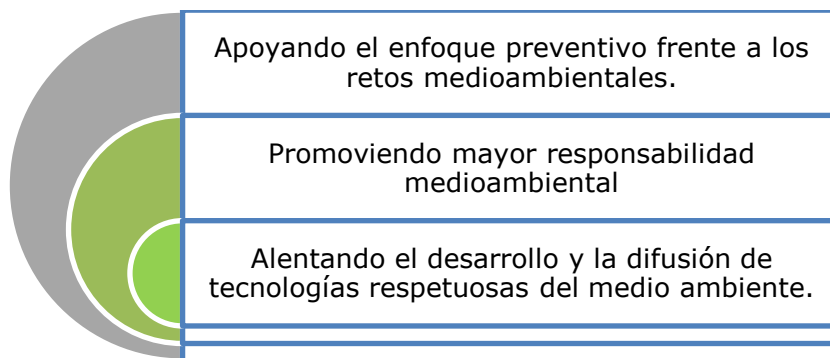 Apoyando el enfoque preventivo frente a los
retos medioambientales.
Promoviendo mayor responsabilidad
medioambiental
Alentando el desarrollo y la difusión de
tecnologías respetuosas del medio ambiente.